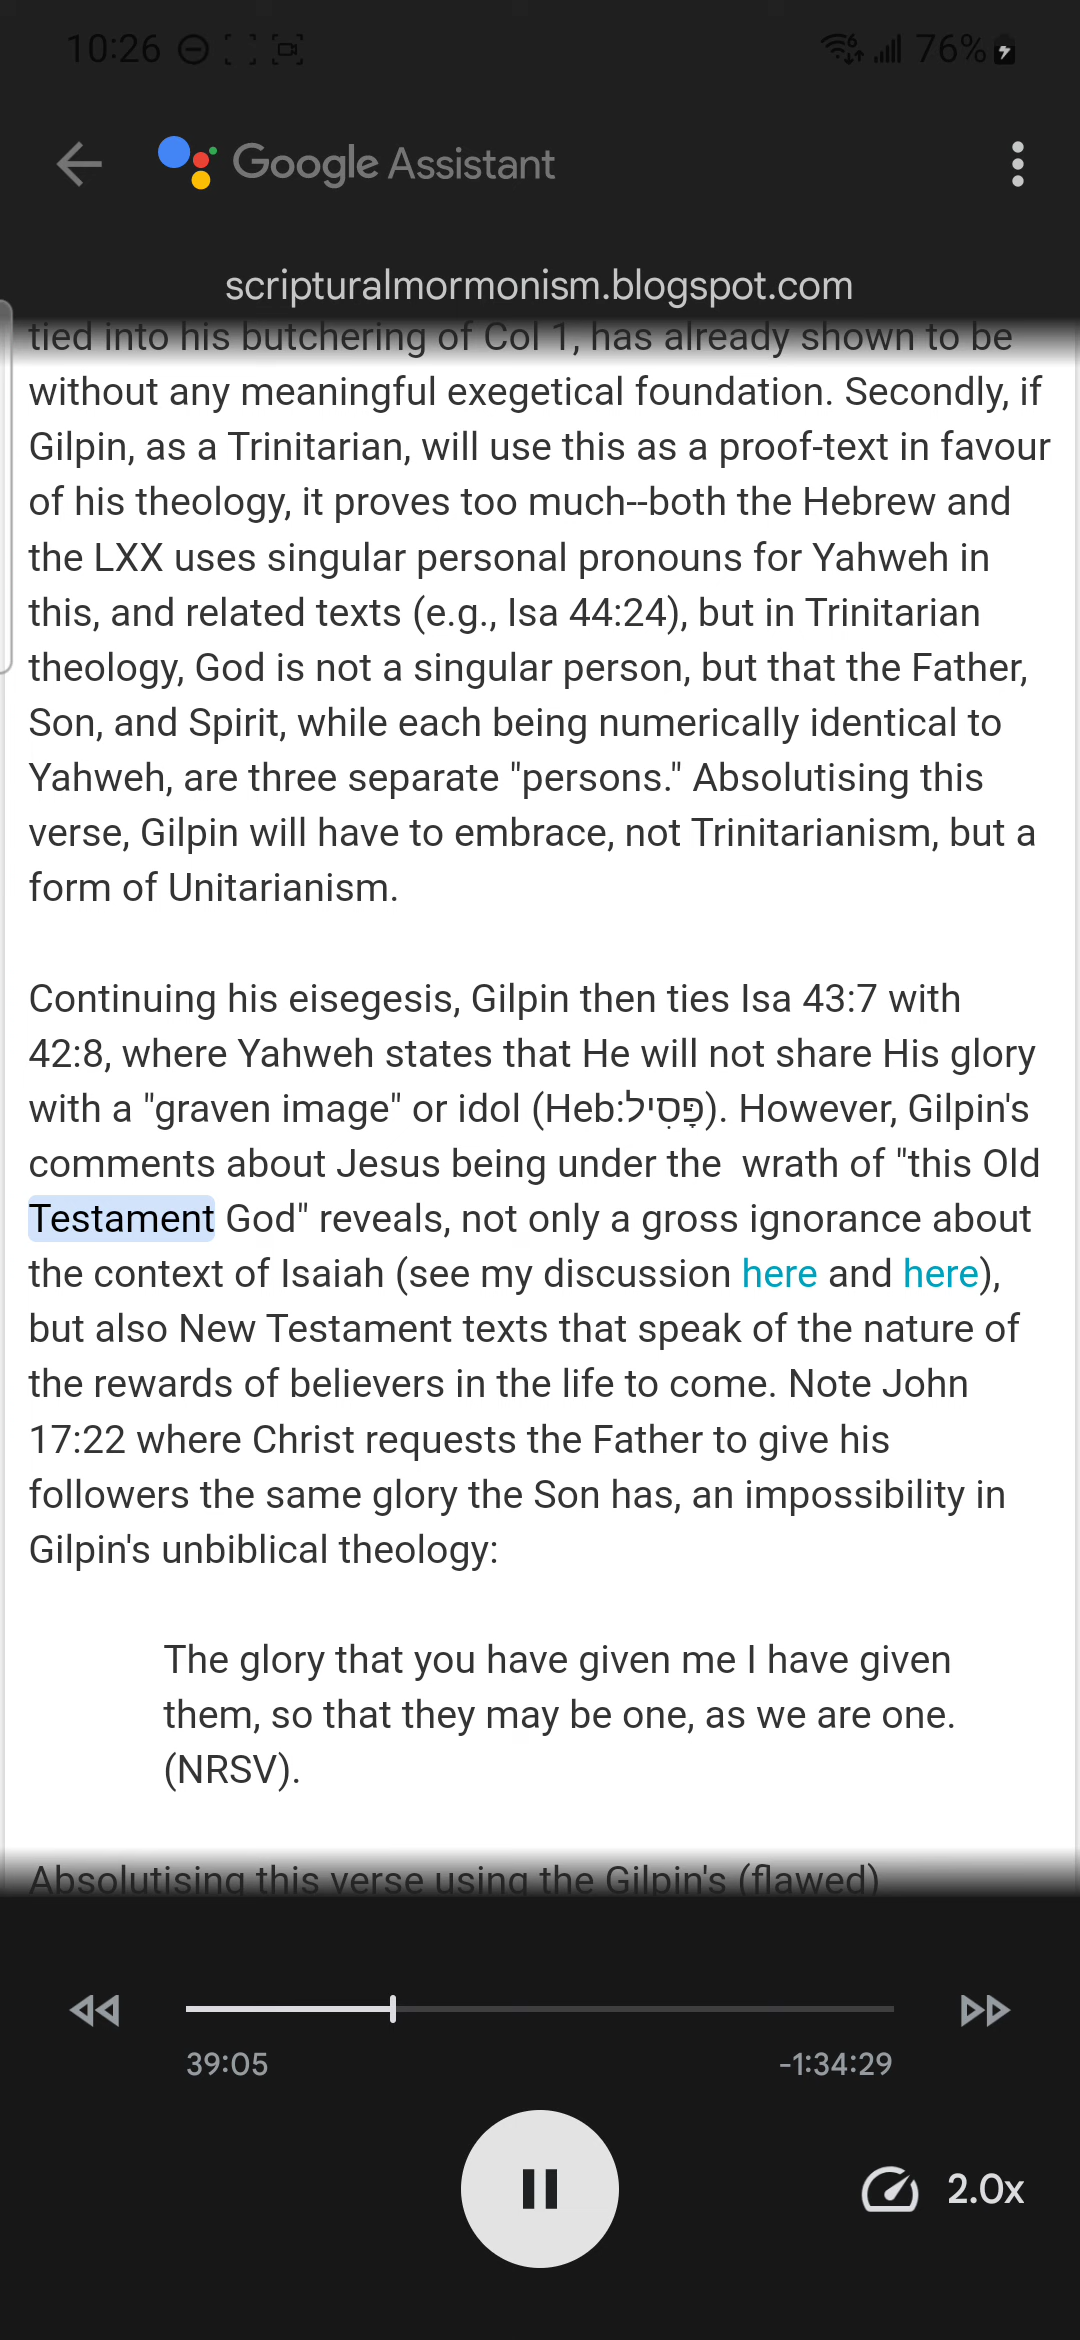 10:26
6
76%
Google Assistant
scripturalmormonism.blogspot.com
tied into his butchering of Col 1, has already shown to be
without any meaningful exegetical foundation. Secondly, if
Gilpin, as a Trinitarian, will use this as a proof-text in favour
of his theology, it proves too much--both the Hebrew and
the LXX uses singular personal pronouns for Yahweh in
this, and related texts (e.g., Isa 44:24), but in Trinitarian
theology, God is not a singular person, but that the Father,
Son, and Spirit, while each being numerically identical to
Yahweh, are three separate "persons." Absolutising this
verse, Gilpin will have to embrace, not Trinitarianism, but a
form of Unitarianism.
Continuing his eisegesis, Gilpin then ties Isa 43:7 with
42:8, where Yahweh states that He will not share His glory
with a "graven image" or idol (Heb:פָּסִיל). However, Gilpin's
comments about Jesus being under the  wrath of "this Old
Testament God" reveals, not only a gross ignorance about
the context of Isaiah (see my discussion here and here),
but also New Testament texts that speak of the nature of
the rewards of believers in the life to come. Note John
17:22 where Christ requests the Father to give his
followers the same glory the Son has, an impossibility in
Gilpin's unbiblical theology:
The glory that you have given me I have given
them, so that they may be one, as we are one.
(NRSV).
Absolutising this verse using the Gilpin's (flawed)
39:05
-1:34:29
2.0x